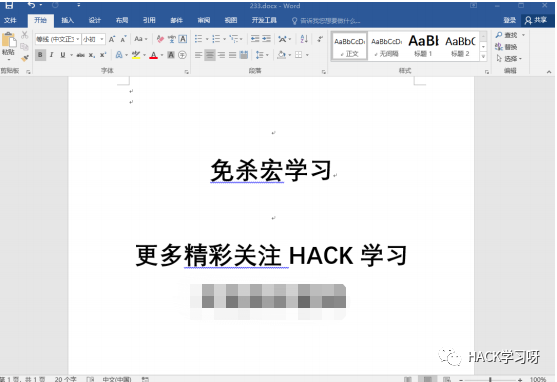 233.docx - Word
文件 开始 插入 设计 布局 引用 邮件 审阅 视图 开发工具 告诉我您想要做什么... 登录 共享
等线 (中文正文) 小初
AaBbCcDt AaBbCcDt AaBb AaBbC
正文 无间隔 标题 1 标题 2
查找
替换
选择
粘贴
剪贴板 字体 段落 样式 编辑
免杀宏学习
更多精彩关注 HACK 学习
HACK学习呀
第 1 页，共 1 页 20 个字 中文(中国) 100%